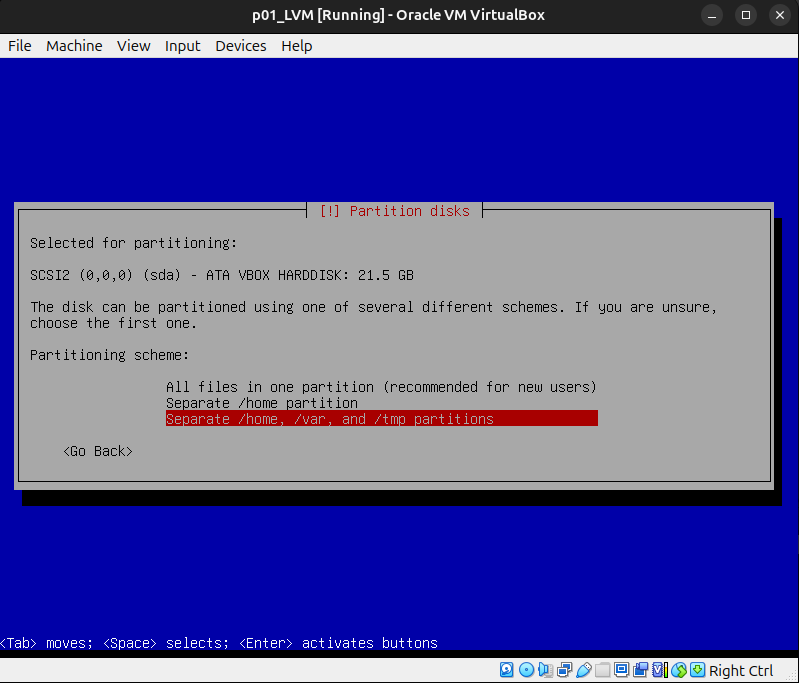 p01_LVM [Running] - Oracle VM VirtualBox
File Machine View Input Devices Help
[!] Partition disks
Selected for partitioning:
SCSI2 (0,0,0) (sda) - ATA VBOX HARDDISK: 21.5 GB
The disk can be partitioned using one of several different schemes. If you are unsure,
choose the first one.
Partitioning scheme:
All files in one partition (recommended for new users)
Separate /home partition
Separate /home, /var, and /tmp partitions
<Go Back>
<Tab> moves; <Space> selects; <Enter> activates buttons
Right Ctrl